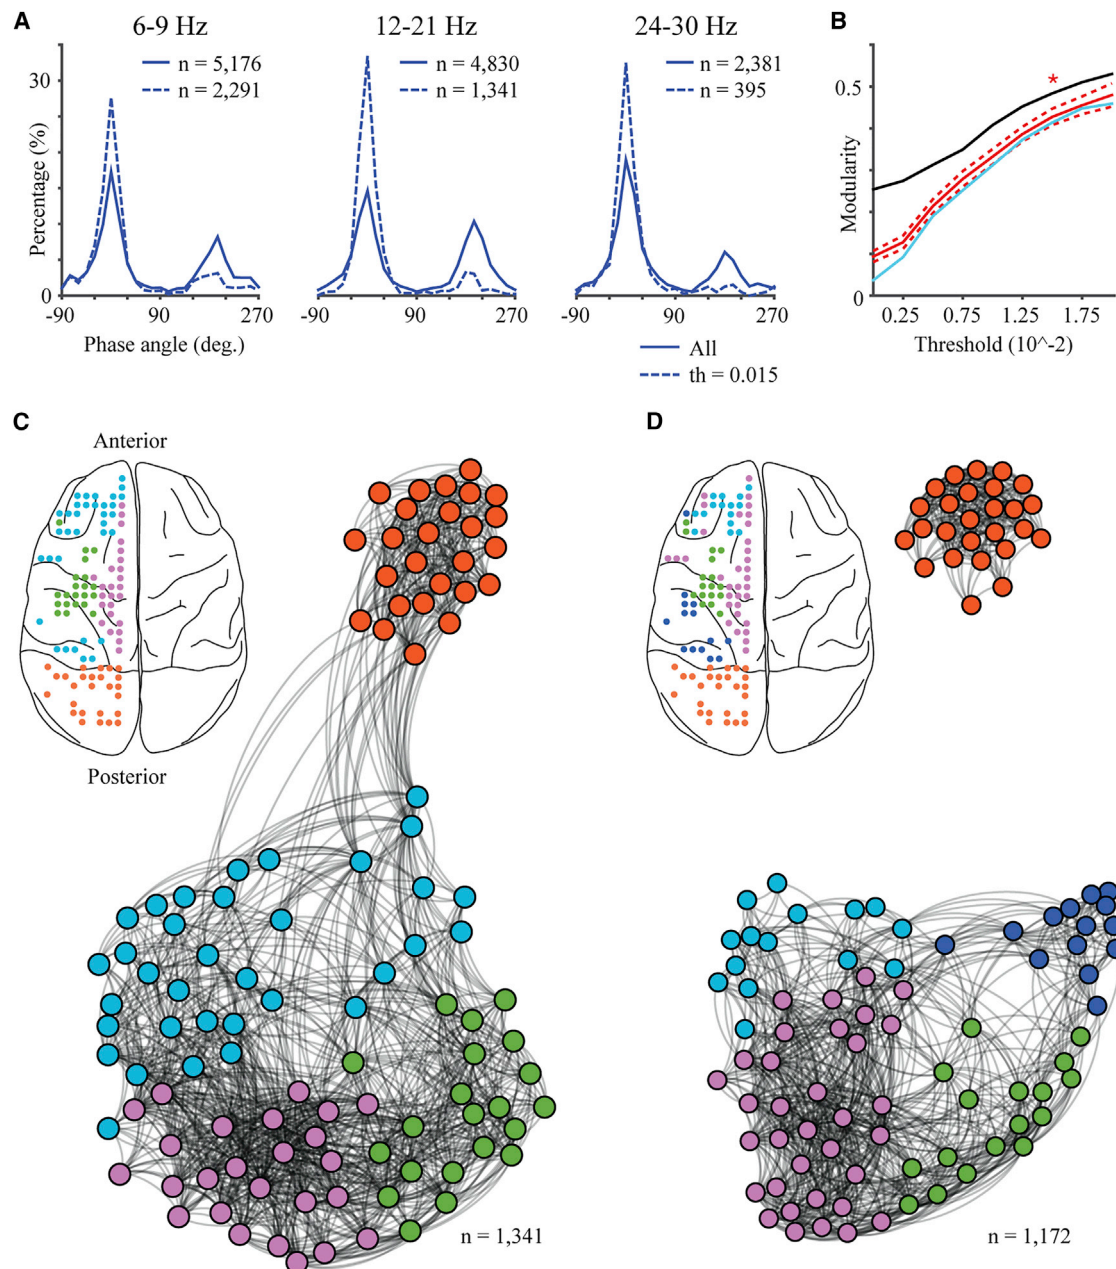 A
6-9 Hz
12-21 Hz
24-30 Hz
B
n = 5,176
n = 2,291
n = 4,830
n = 1,341
n = 2,381
n = 395
30
0
Percentage (%)
-90
90
270
-90
90
270
-90
90
270
Phase angle (deg.)
All
th = 0.015
*
0.5
0
Modularity
0.25
0.75
1.25
1.75
Threshold (10^-2)
C
Anterior
Posterior
n = 1,341
D
n = 1,172